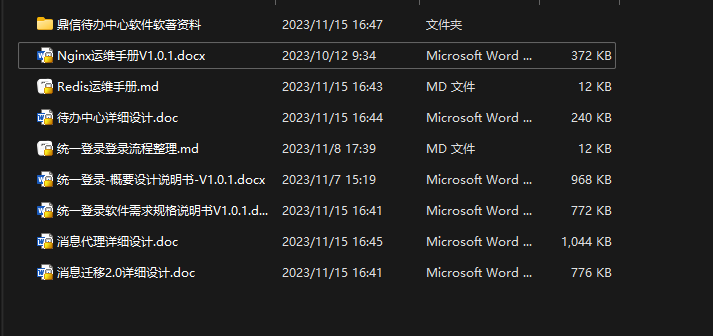 鼎信待办中心软件软著资料 2023/11/15 16:47 文件夹
Nginx运维手册V1.0.1.docx 2023/10/12 9:34 Microsoft Word ... 372 KB
Redis运维手册.md 2023/11/15 16:43 MD 文件 12 KB
待办中心详细设计.doc 2023/11/15 16:44 Microsoft Word ... 240 KB
统一登录登录流程整理.md 2023/11/8 17:39 MD 文件 12 KB
统一登录-概要设计说明书-V1.0.1.docx 2023/11/7 15:19 Microsoft Word ... 968 KB
统一登录软件需求规格说明书V1.0.1.d... 2023/11/15 16:41 Microsoft Word ... 772 KB
消息代理详细设计.doc 2023/11/15 16:45 Microsoft Word ... 1,044 KB
消息迁移2.0详细设计.doc 2023/11/15 16:41 Microsoft Word ... 776 KB